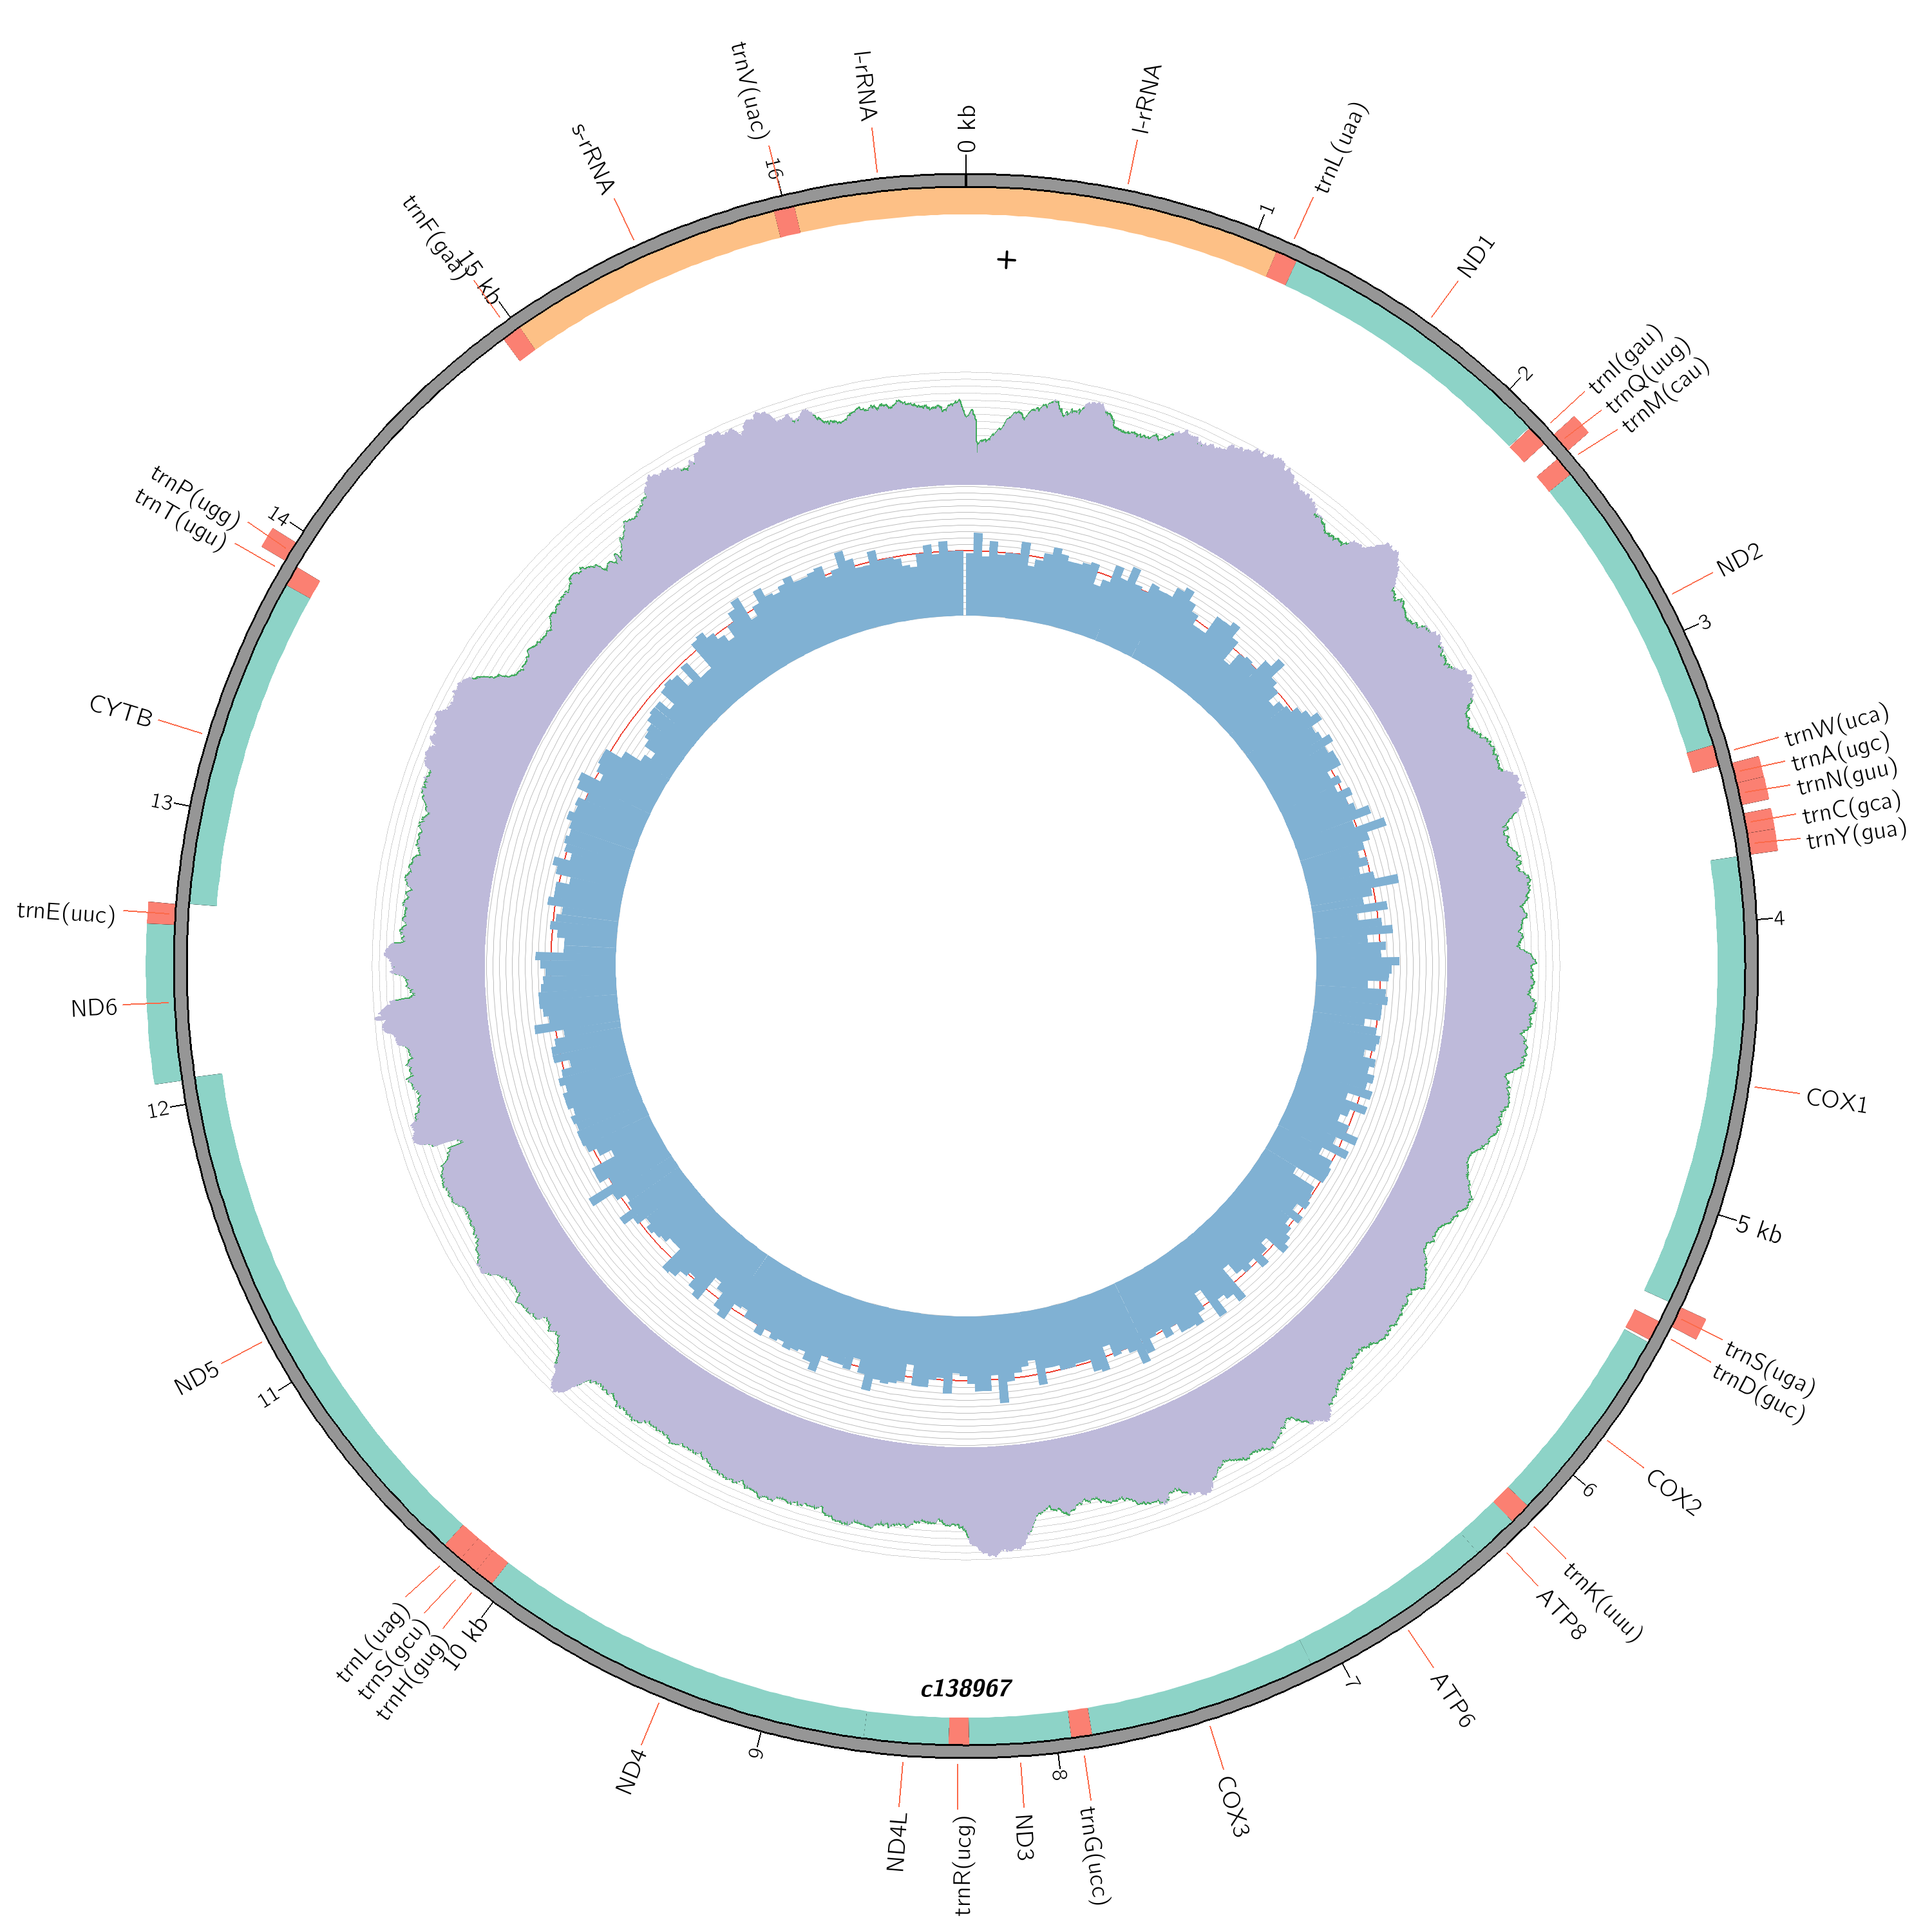 0 kb
l-rRNA
1
trnL(uaa)
ND1
2
trnI(gau)
trnQ(uug)
trnM(cau)
ND2
3
trnW(uca)
trnA(ugc)
trnN(guu)
trnC(gca)
trnY(gua)
4
COX1
5 kb
trnS(uga)
trnD(guc)
COX2
6
trnK(uuu)
ATP8
ATP6
7
COX3
trnG(ucc)
8
ND3
trnR(ucg)
ND4L
9
ND4
10 kb
trnH(gug)
trnS(gcu)
trnL(uag)
11
ND5
12
ND6
trnE(uuc)
13
CYTB
trnT(ugu)
trnP(ugg)
14
15 kb
trnF(gaa)
s-rRNA
16
trnV(uac)
l-rRNA
+
c138967